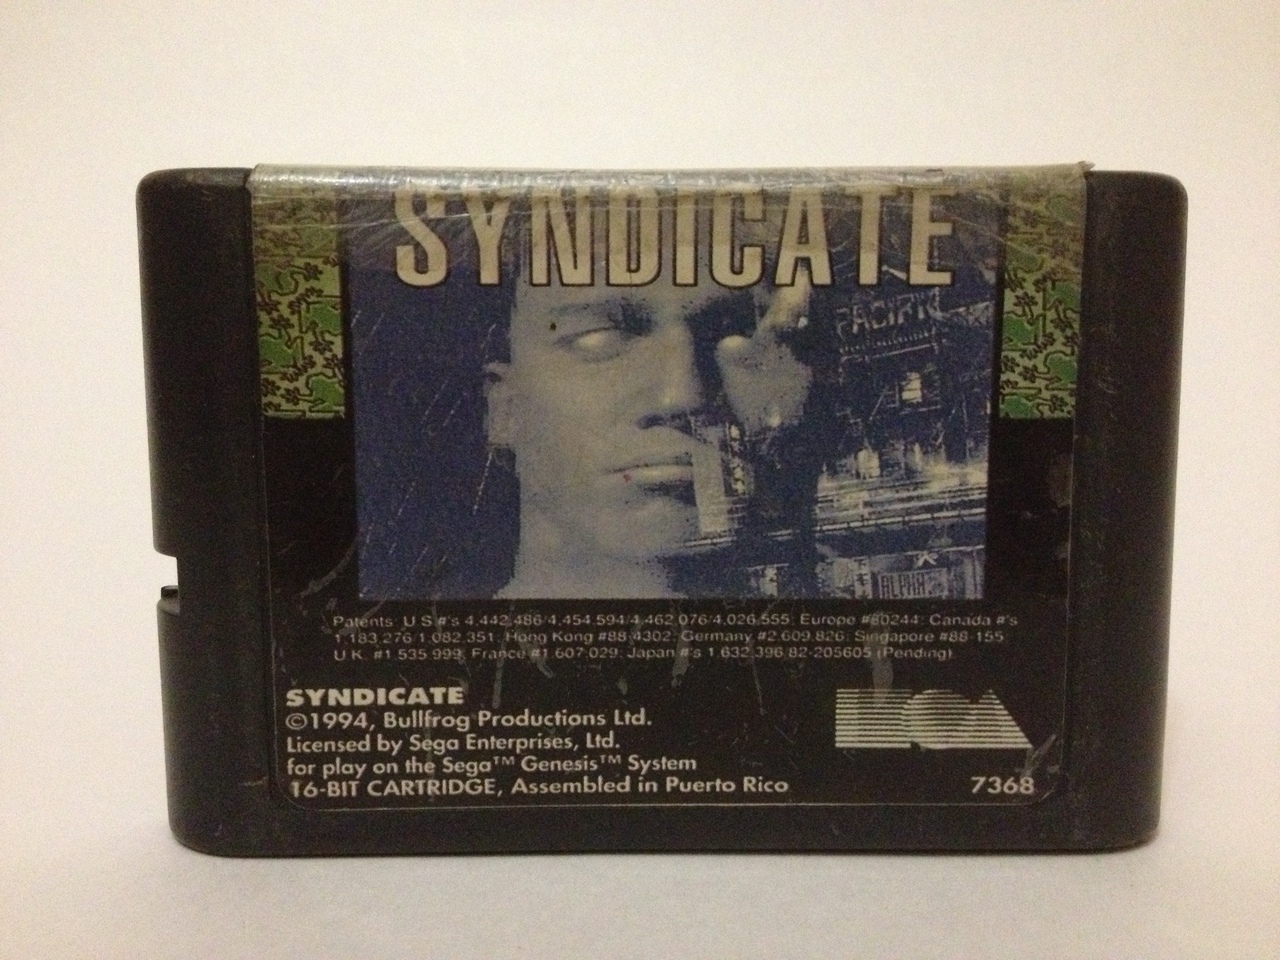 SYNDICATE
PACIFIC
ALPHA
Patents: U.S.#'s 4,442,486/4,454,594/4,462,076/4,026,555; Europe #80244; Canada #'s
1,183,276/1,082,351; Hong Kong #88-4302; Germany #2,609,826; Singapore #88-155;
U.K. #1,535,999; France #1,607,029; Japan #'s 1,632,396/82-205605 (Pending).
SYNDICATE
©1994, Bullfrog Productions Ltd.
Licensed by Sega Enterprises, Ltd.
for play on the Sega™ Genesis™ System
16-BIT CARTRIDGE, Assembled in Puerto Rico
EA
7368